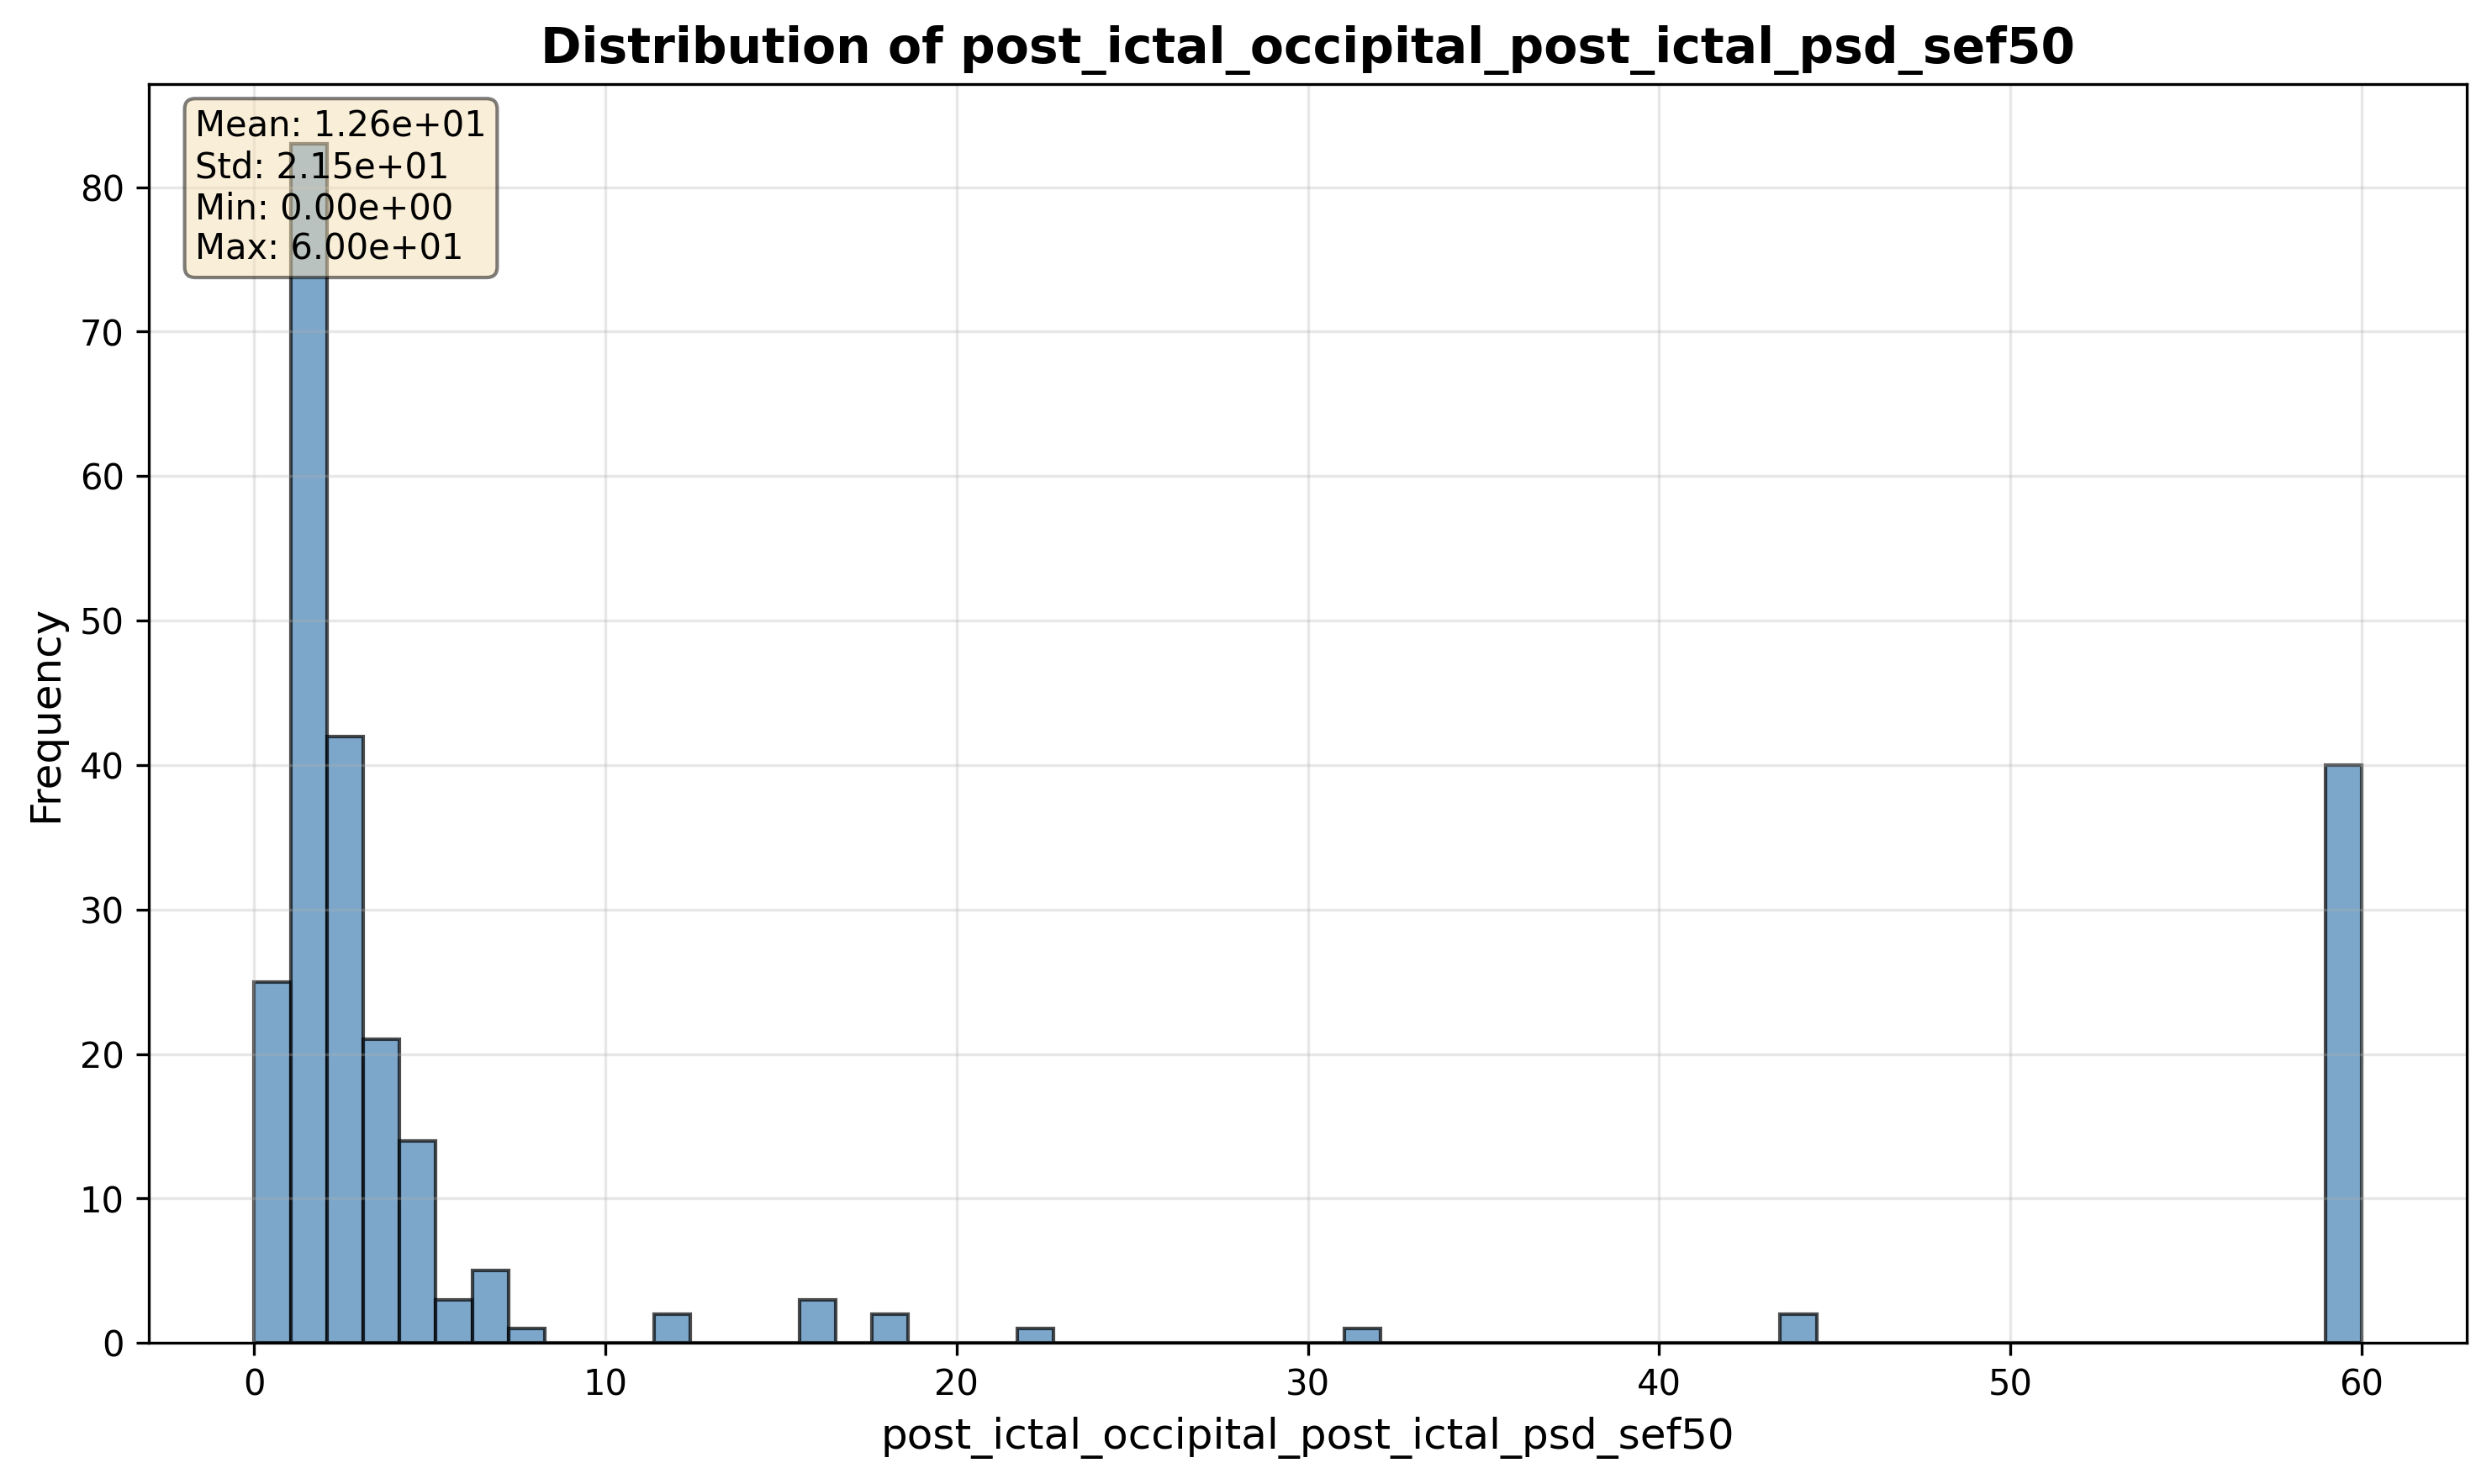 Distribution of post_ictal_occipital_post_ictal_psd_sef50
Mean: 1.26e+01
Std: 2.15e+01
Min: 0.00e+00
Max: 6.00e+01
80
70
60
50
40
30
20
10
0
Frequency
0 10 20 30 40 50 60
post_ictal_occipital_post_ictal_psd_sef50